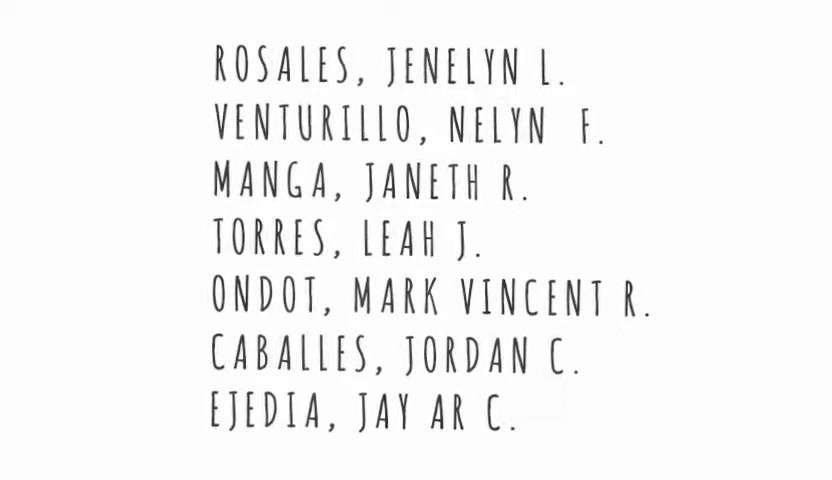 ROSALES, JENELYN L.
VENTURILLO, NELYN F.
MANGA, JANETH R.
TORRES, LEAH J.
ONDOT, MARK VINCENT R.
CABALLES, JORDAN C.
EJEDIA, JAY AR C.